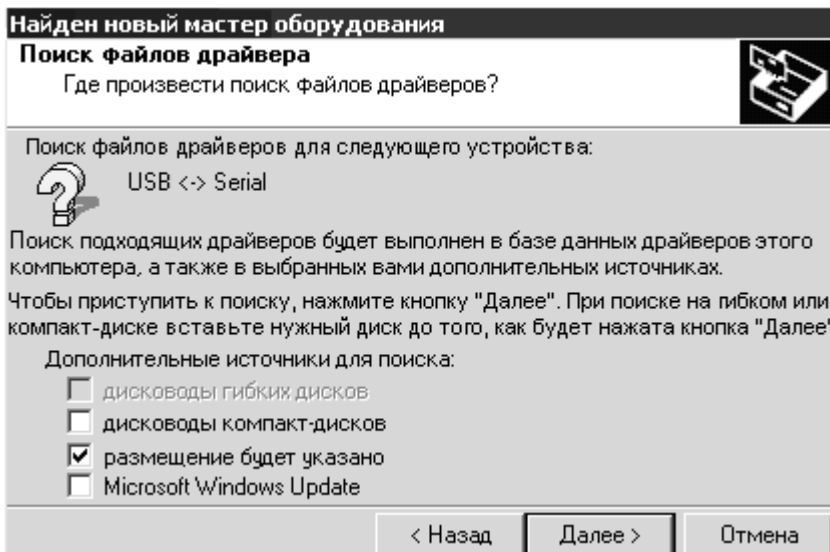 Найден новый мастер оборудования
Поиск файлов драйвера
Где произвести поиск файлов драйверов?
Поиск файлов драйверов для следующего устройства:
USB <-> Serial
Поиск подходящих драйверов будет выполнен в базе данных драйверов этого
компьютера, а также в выбранных вами дополнительных источниках.
Чтобы приступить к поиску, нажмите кнопку "Далее". При поиске на гибком или
компакт-диске вставьте нужный диск до того, как будет нажата кнопка "Далее"
Дополнительные источники для поиска:
дисководы гибких дисков
дисководы компакт-дисков
размещение будет указано
Microsoft Windows Update
< Назад Далее > Отмена